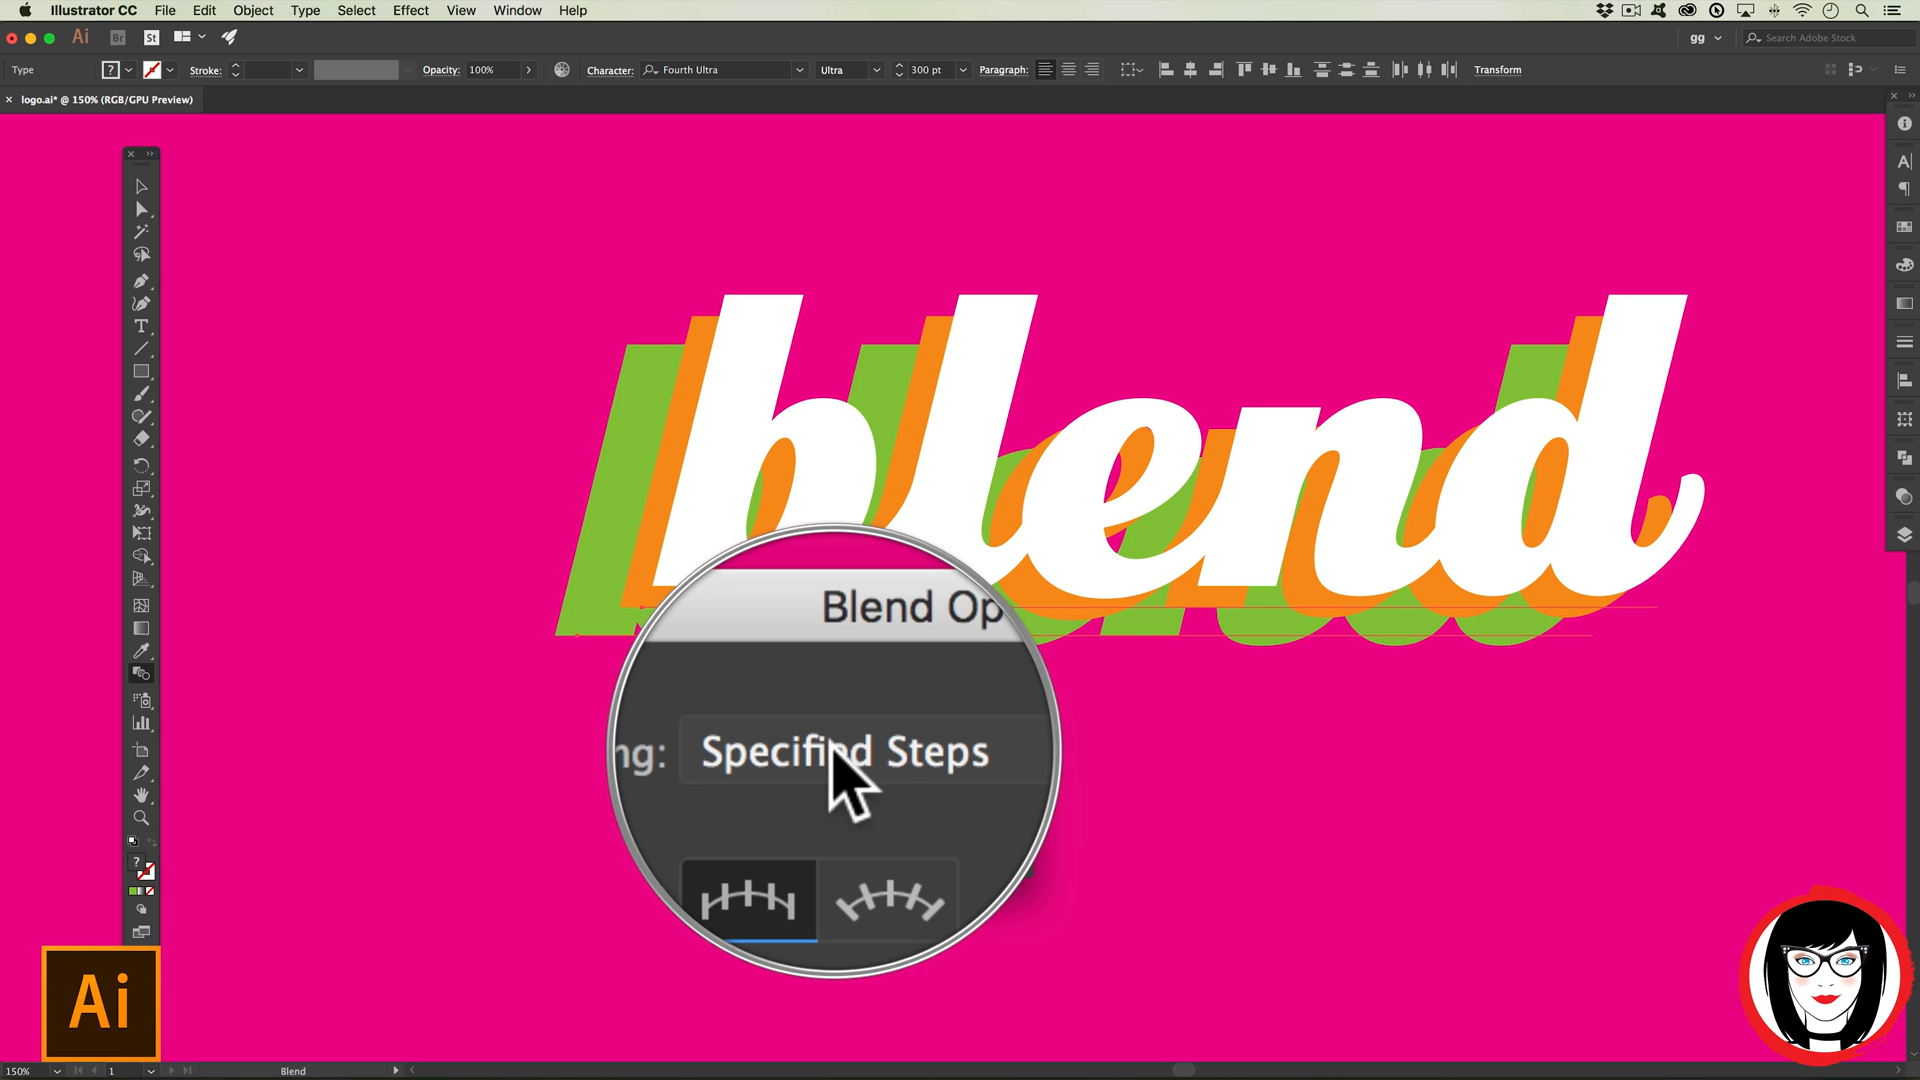 Illustrator CC File Edit Object Type Select Effect View Window Help
Ai Br St gg Search Adobe Stock
Type ? Stroke: Opacity: 100% Character: Fourth Ultra Ultra 300 pt Paragraph: Transform
× logo.ai* @ 150% (RGB/GPU Preview)
blend
Blend Op
ng: Specified Steps
?
Ai
150% 1 Blend